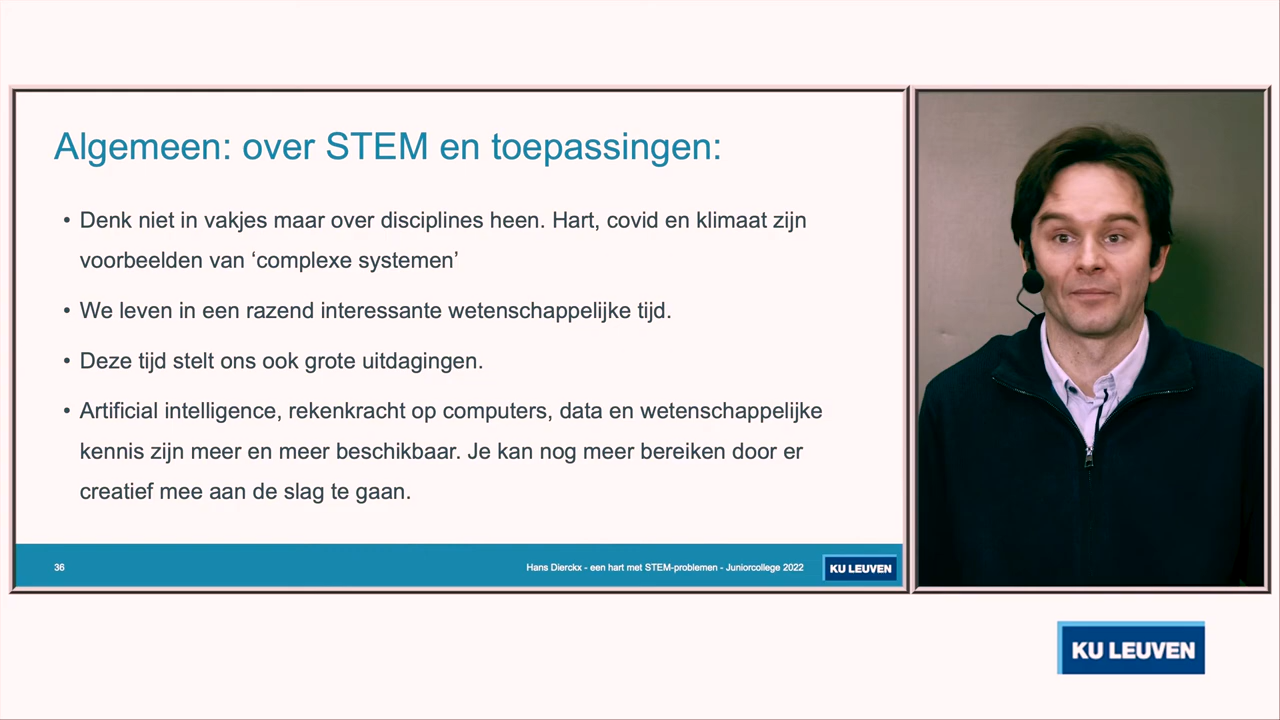 Algemeen: over STEM en toepassingen:
• Denk niet in vakjes maar over disciplines heen. Hart, covid en klimaat zijn
voorbeelden van ‘complexe systemen’
• We leven in een razend interessante wetenschappelijke tijd.
• Deze tijd stelt ons ook grote uitdagingen.
• Artificial intelligence, rekenkracht op computers, data en wetenschappelijke
kennis zijn meer en meer beschikbaar. Je kan nog meer bereiken door er
creatief mee aan de slag te gaan.
36
Hans Dierckx - een hart met STEM-problemen - Juniorcollege 2022
KU LEUVEN
KU LEUVEN